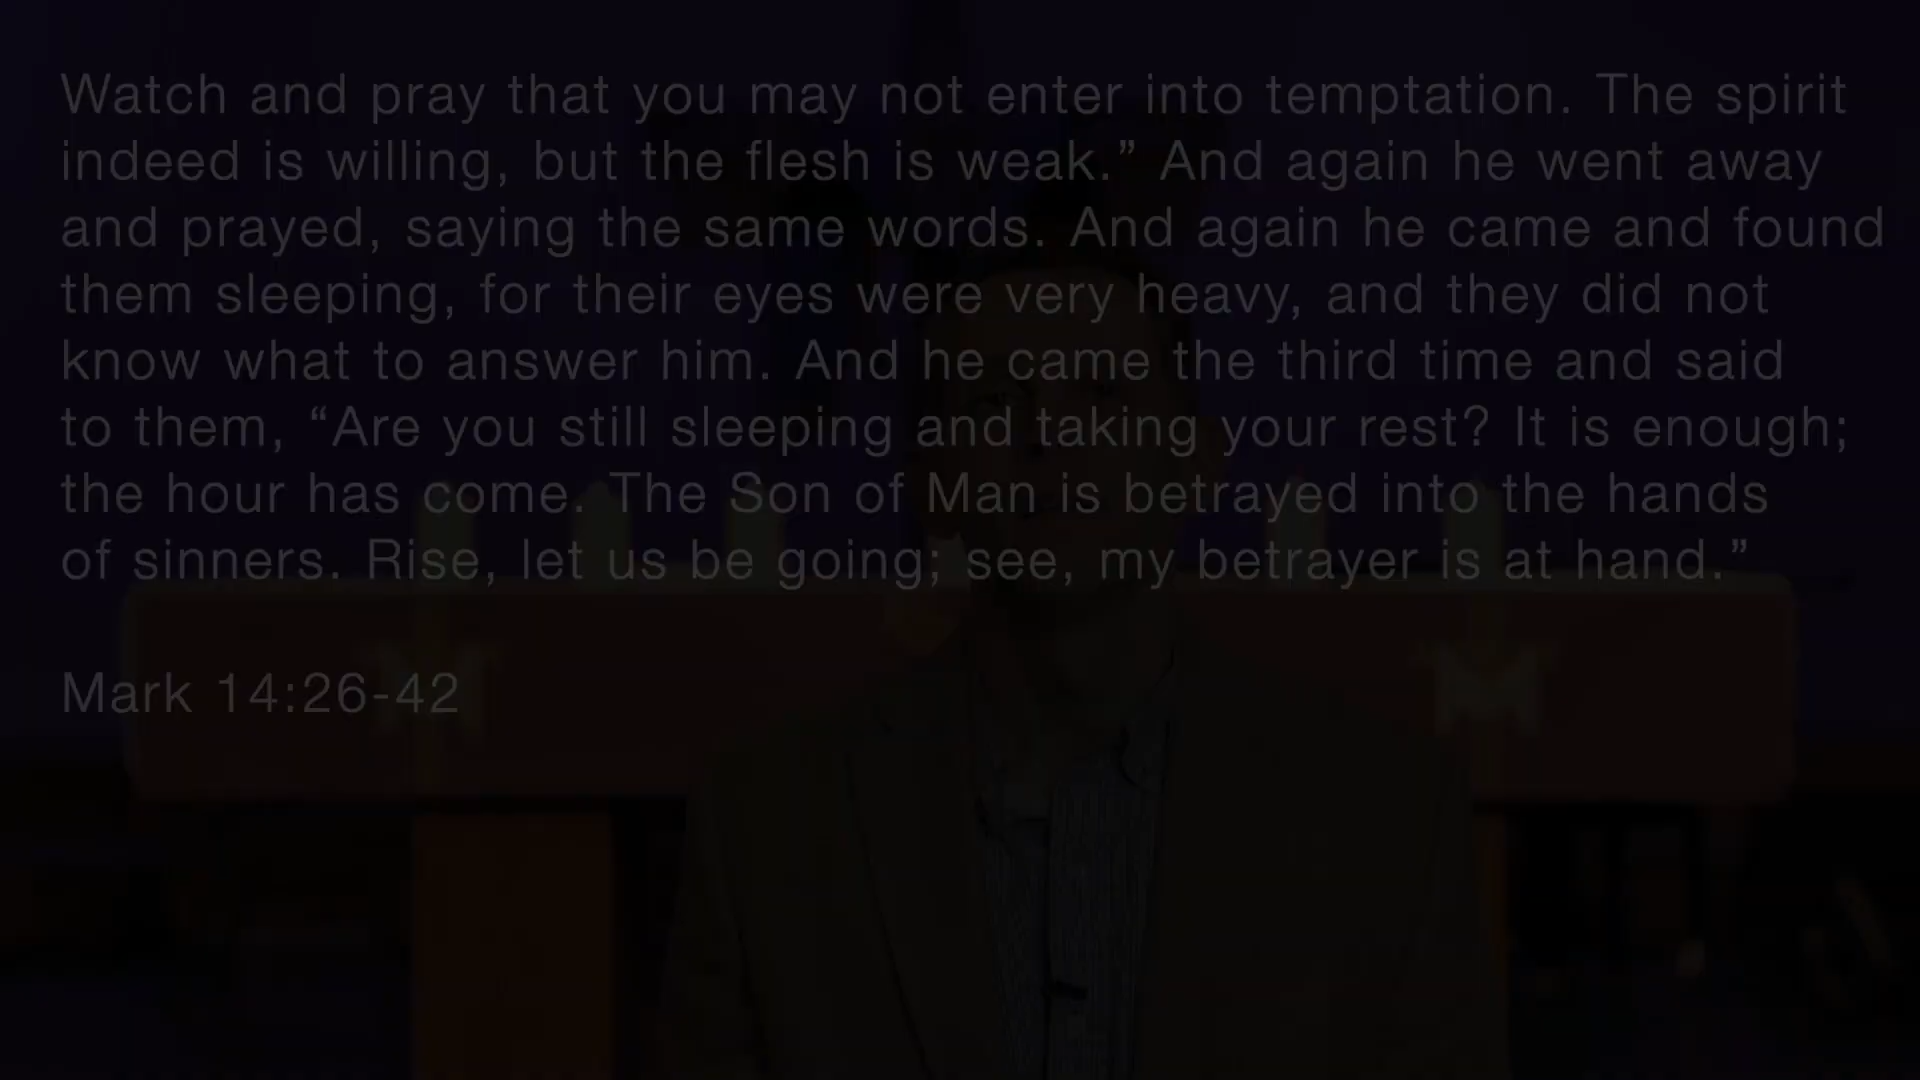 Watch and pray that you may not enter into temptation. The spirit
indeed is willing, but the flesh is weak.” And again he went away
and prayed, saying the same words. And again he came and found
them sleeping, for their eyes were very heavy, and they did not
know what to answer him. And he came the third time and said
to them, “Are you still sleeping and taking your rest? It is enough;
the hour has come. The Son of Man is betrayed into the hands
of sinners. Rise, let us be going; see, my betrayer is at hand.”
Mark 14:26-42